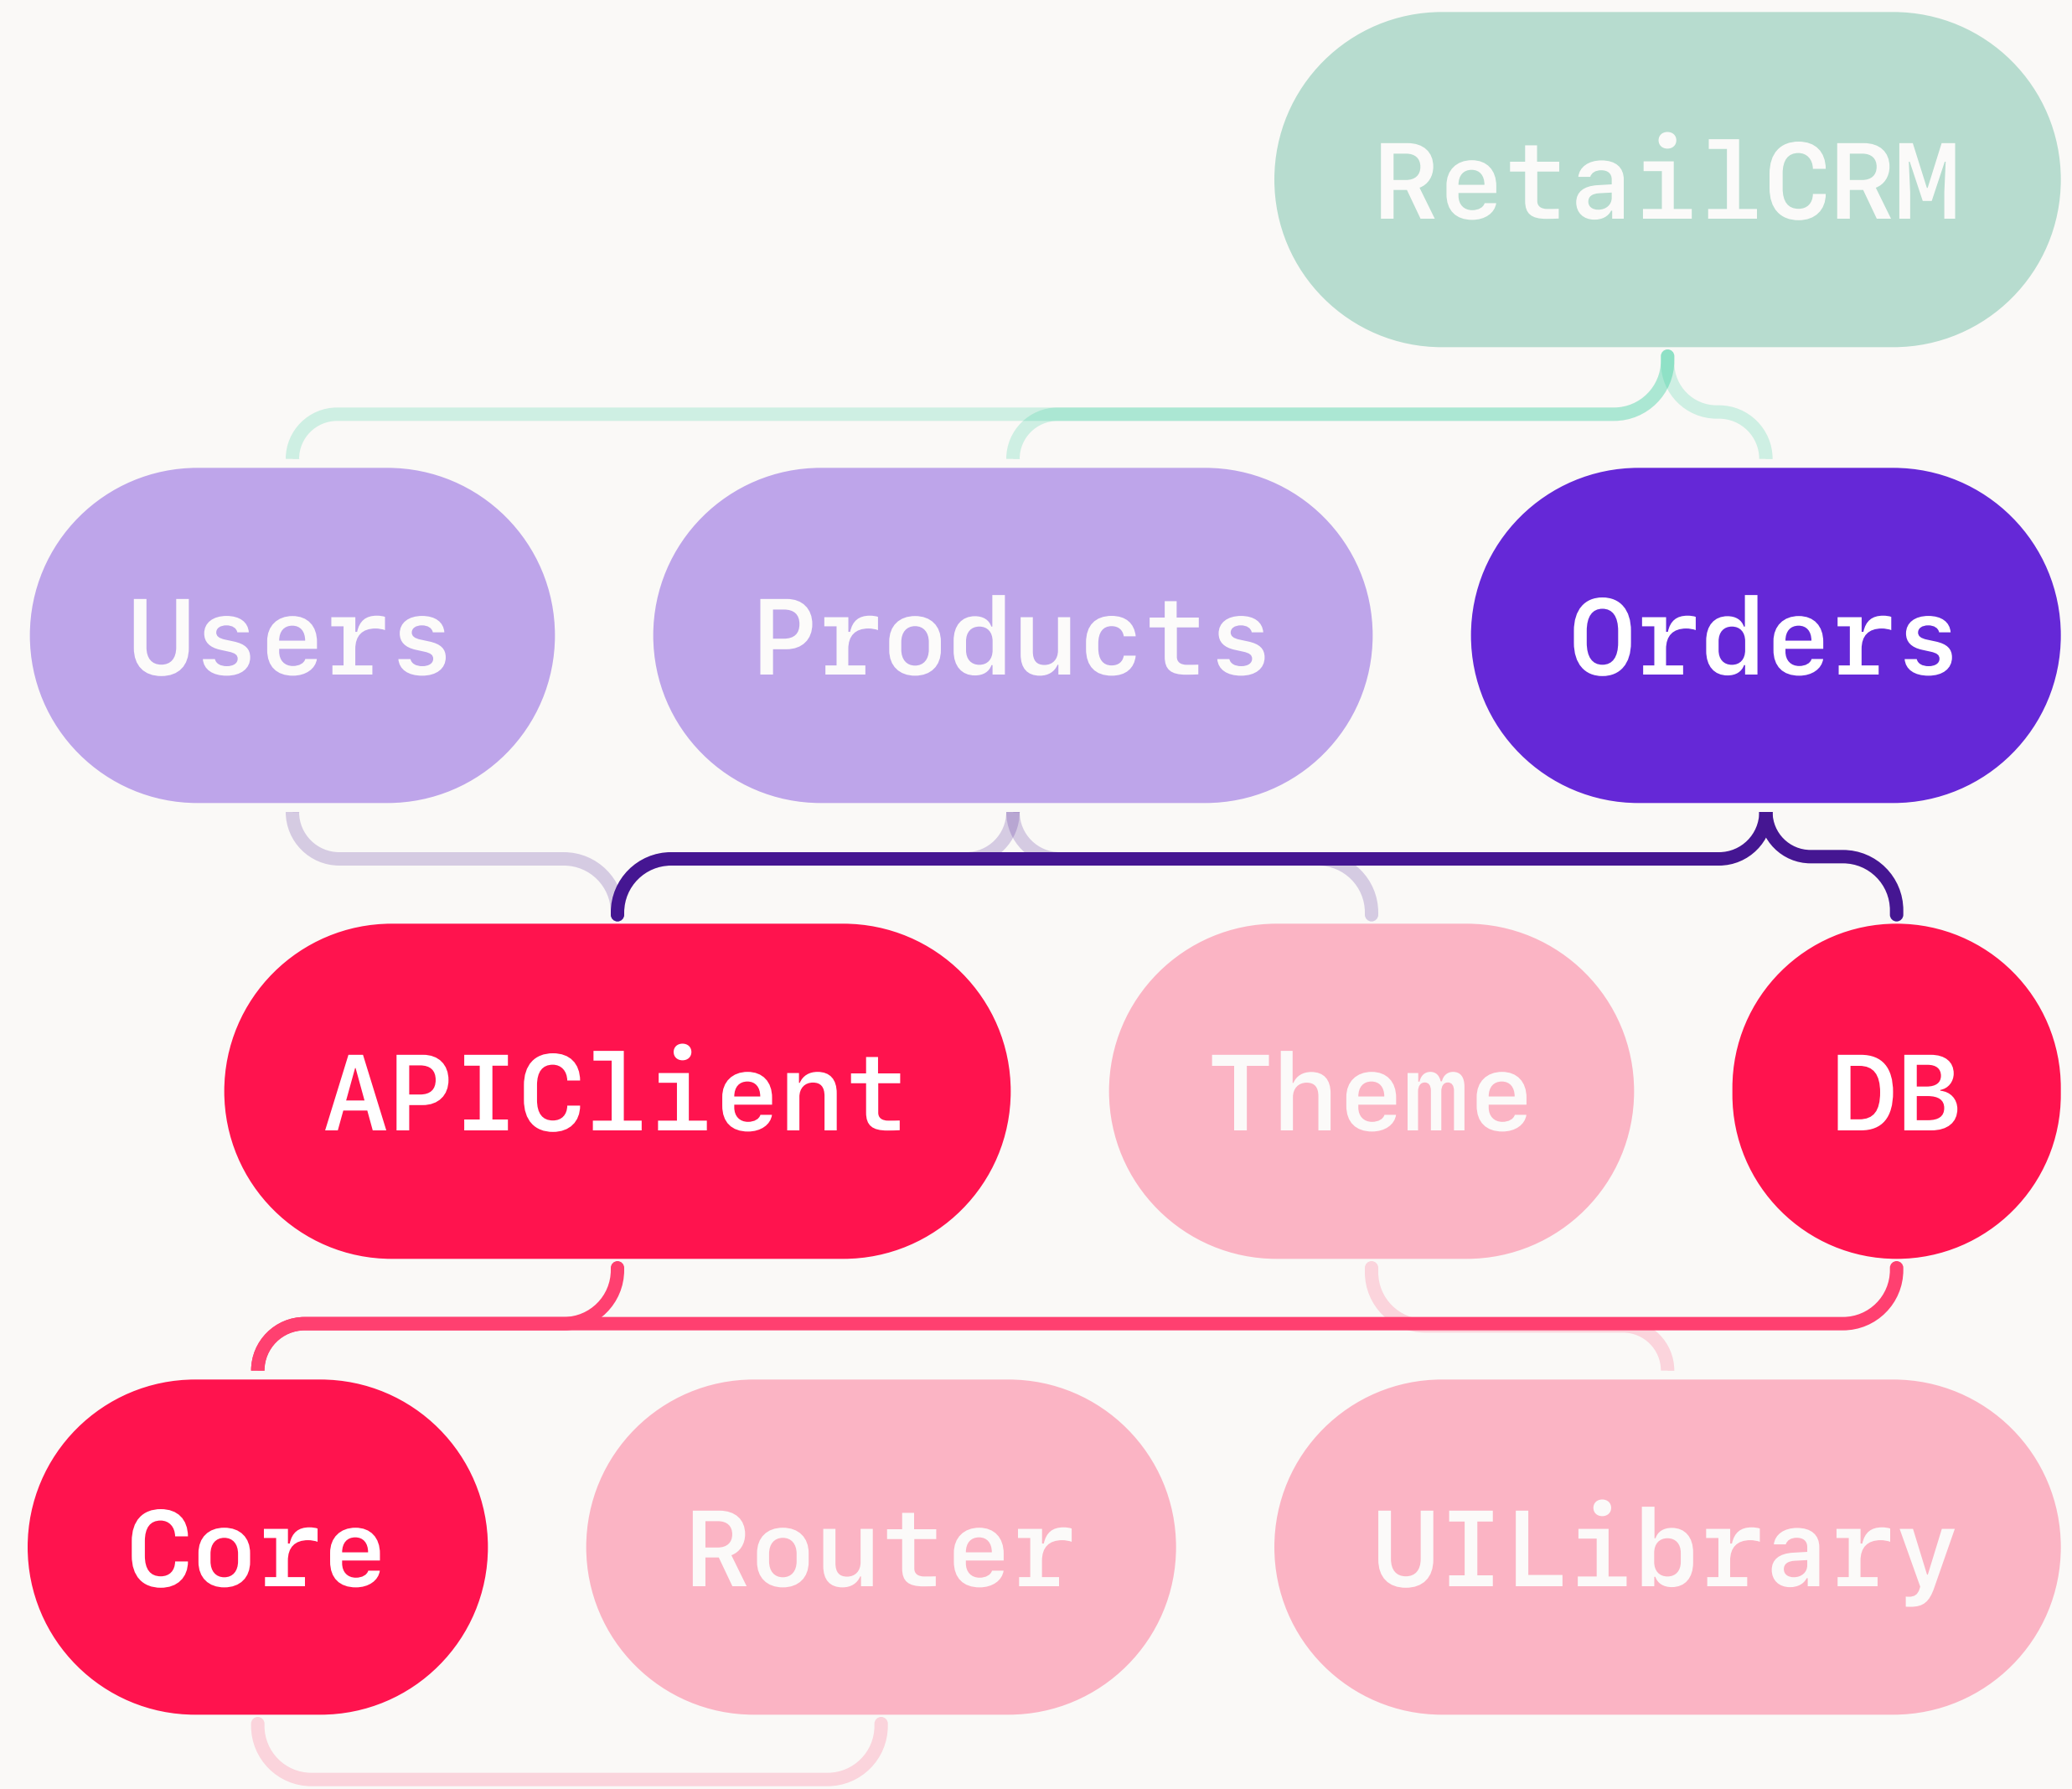 RetailCRM
Users
Products
Orders
APIClient
Theme
DB
Core
Router
UILibrary